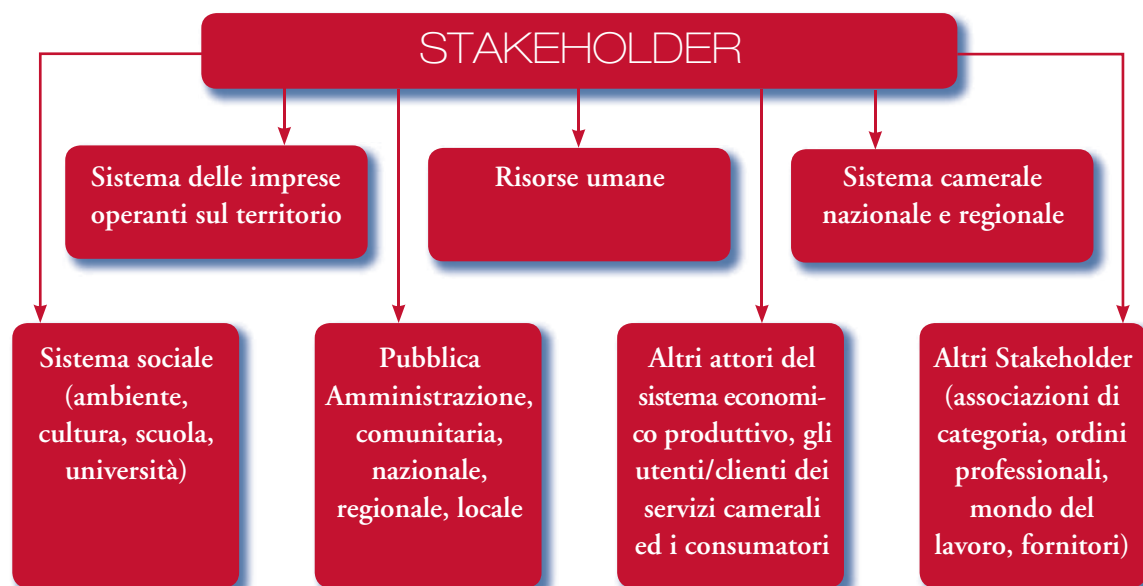 STAKEHOLDER
Sistema delle imprese
operanti sul territorio
Risorse umane
Sistema camerale
nazionale e regionale
Sistema sociale
(ambiente,
cultura, scuola,
università)
Pubblica
Amministrazione,
comunitaria,
nazionale,
regionale, locale
Altri attori del
sistema economi-
co produttivo, gli
utenti/clienti dei
servizi camerali
ed i consumatori
Altri Stakeholder
(associazioni di
categoria, ordini
professionali,
mondo del
lavoro, fornitori)